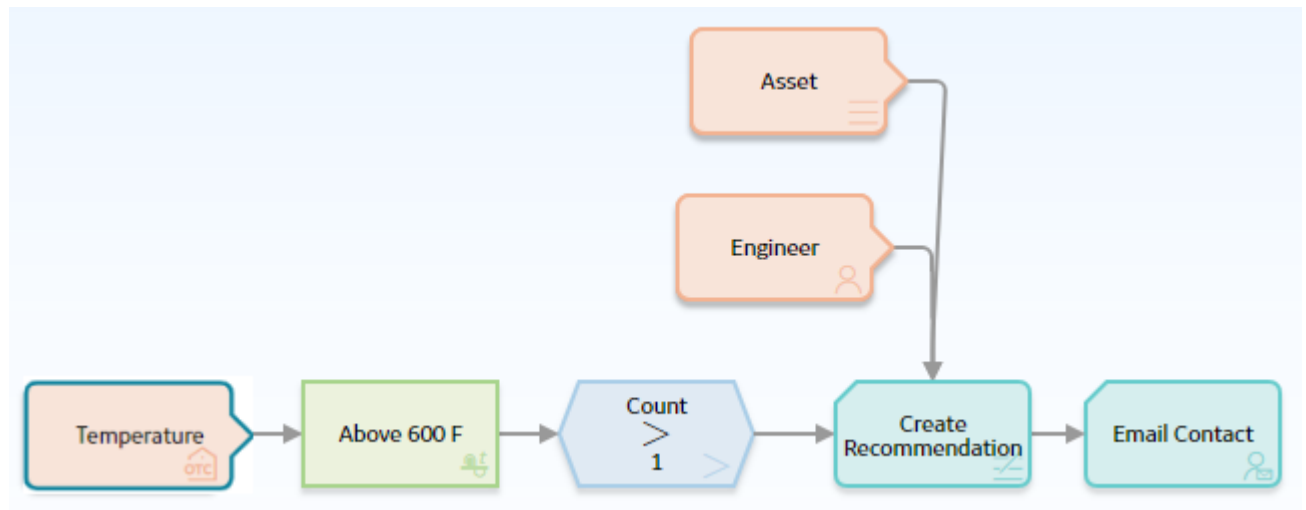 Asset
Engineer
Temperature
OTC
Above 600 F
t
Count
>
1
>
Create
Recommendation
Email Contact